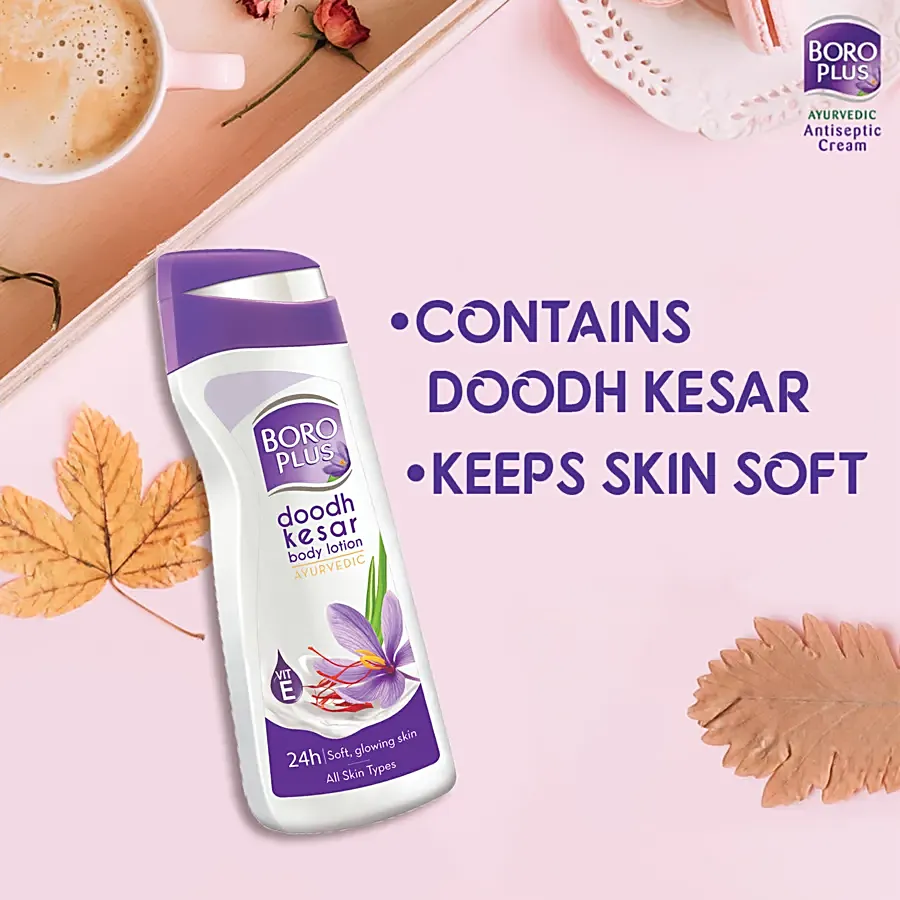 BORO
PLUS
AYURVEDIC
Antiseptic
Cream
•CONTAINS
DOODH KESAR
•KEEPS SKIN SOFT
BORO
PLUS
doodh
kesar
body lotion
AYURVEDIC
VIT
E
24h | Soft, glowing skin
All Skin Types